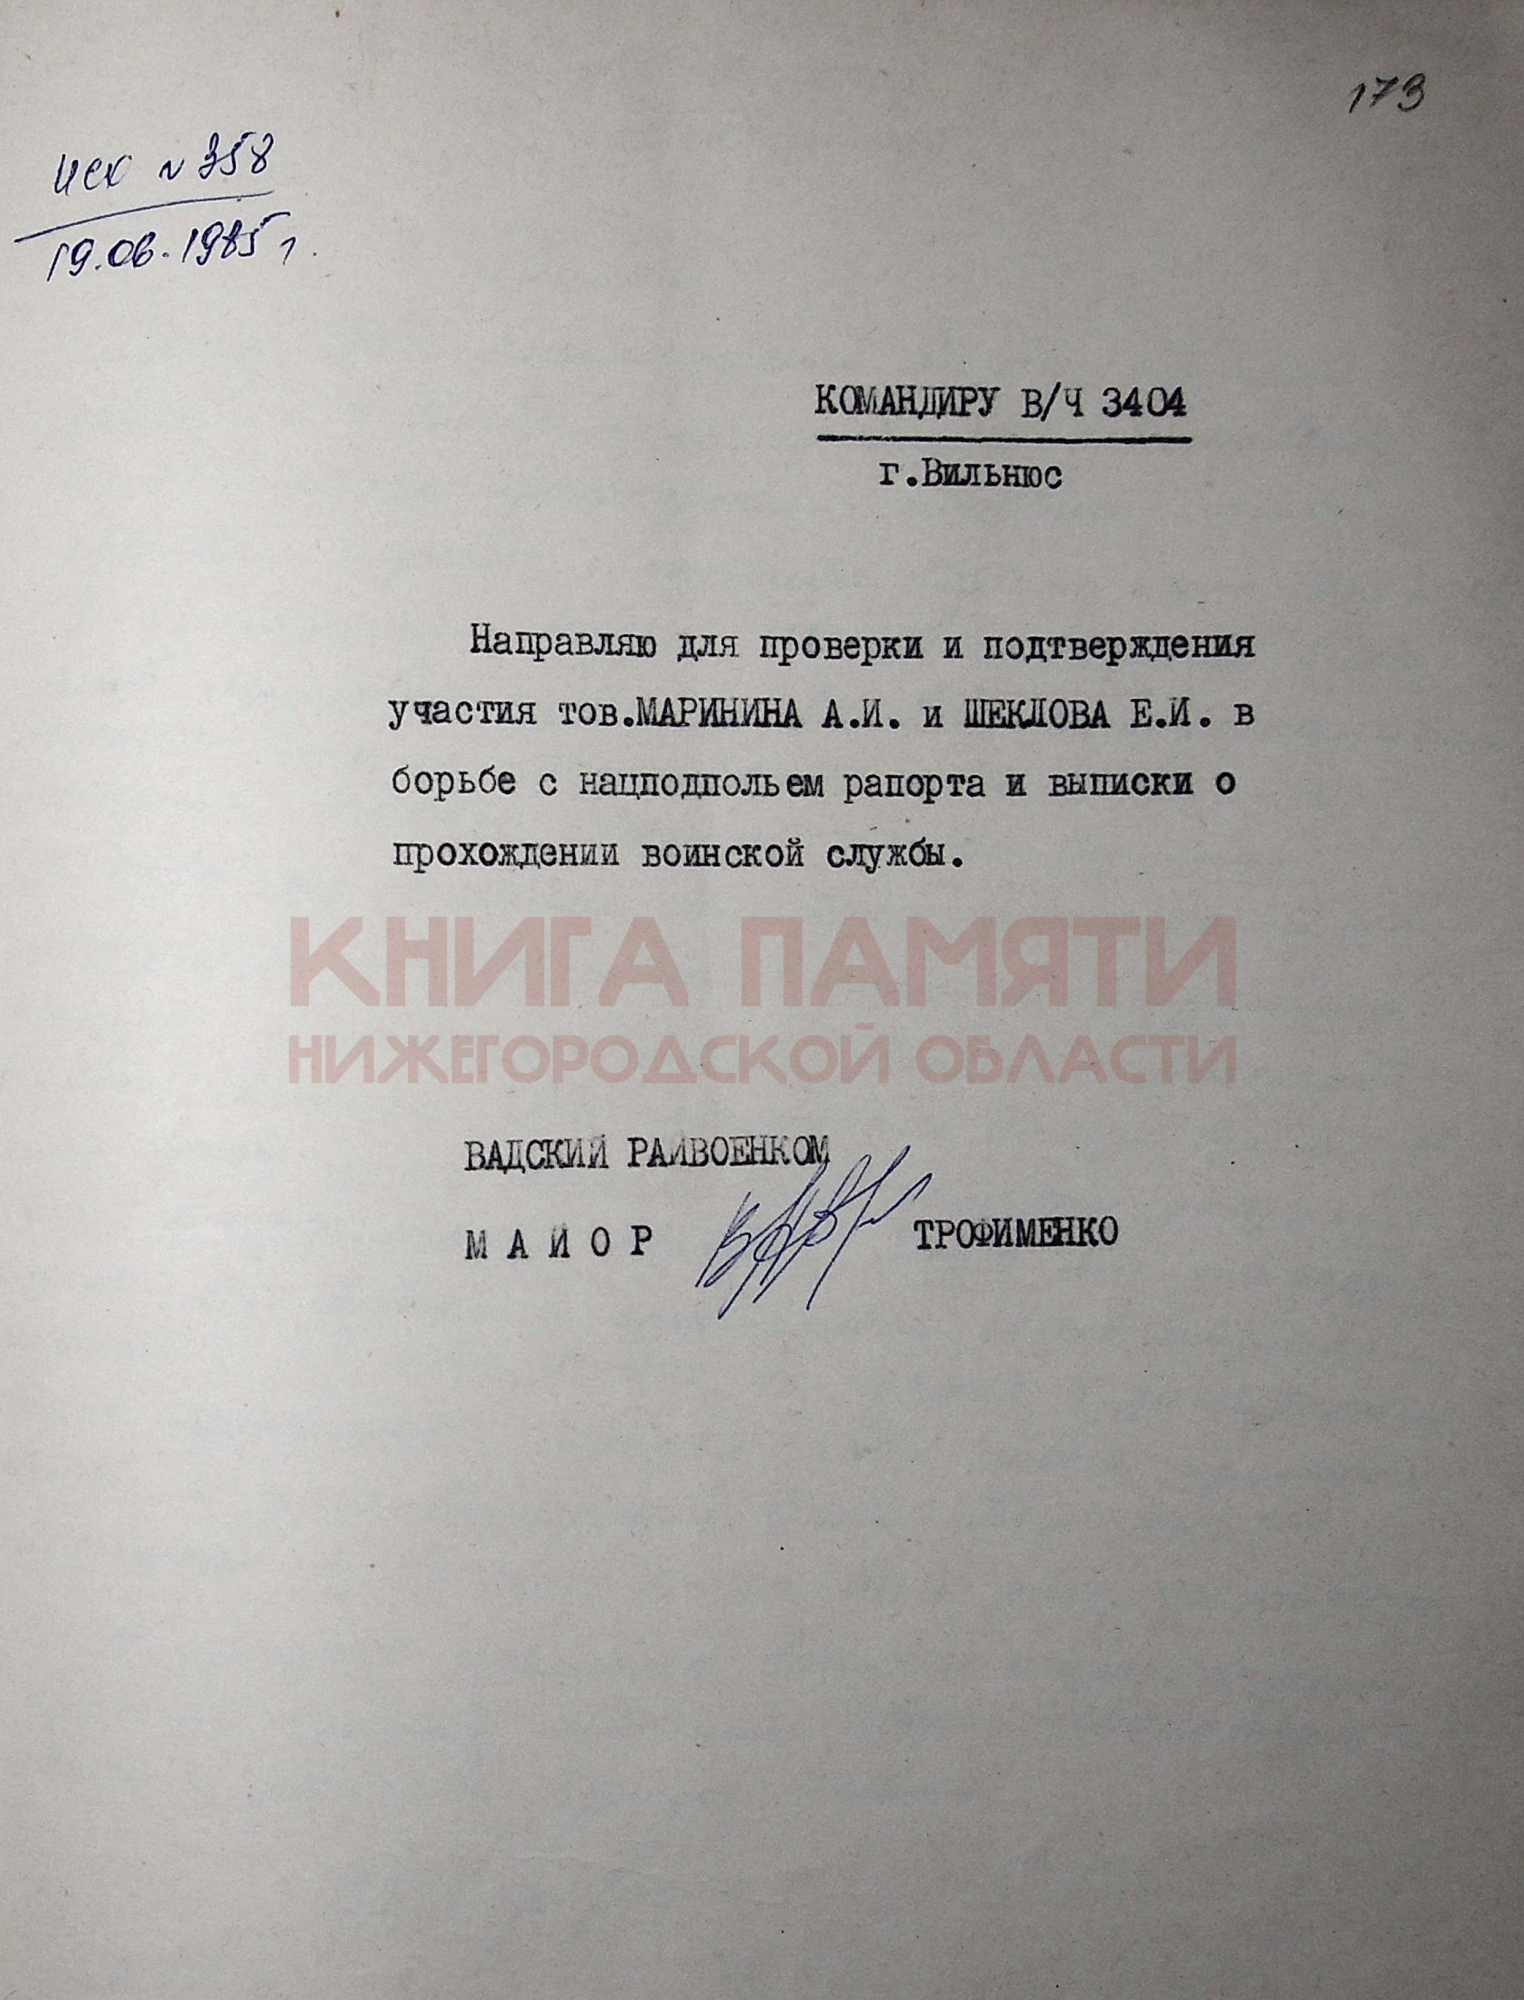 173
исх № 358
19.06.1985 г.
КОМАНДИРУ В/Ч 3404
г.Вильнюс
Направляю для проверки и подтверждения
участия тов.МАРИНИНА А.И. и ШЕКЛОВА Е.И. в
борьбе с нацподпольем рапорта и выписки о
прохождении воинской службы.
КНИГА ПАМЯТИ
НИЖЕГОРОДСКОЙ ОБЛАСТИ
ВАДСКИЙ РАЙВОЕНКОМ
М А Й О Р ТРОФИМЕНКО